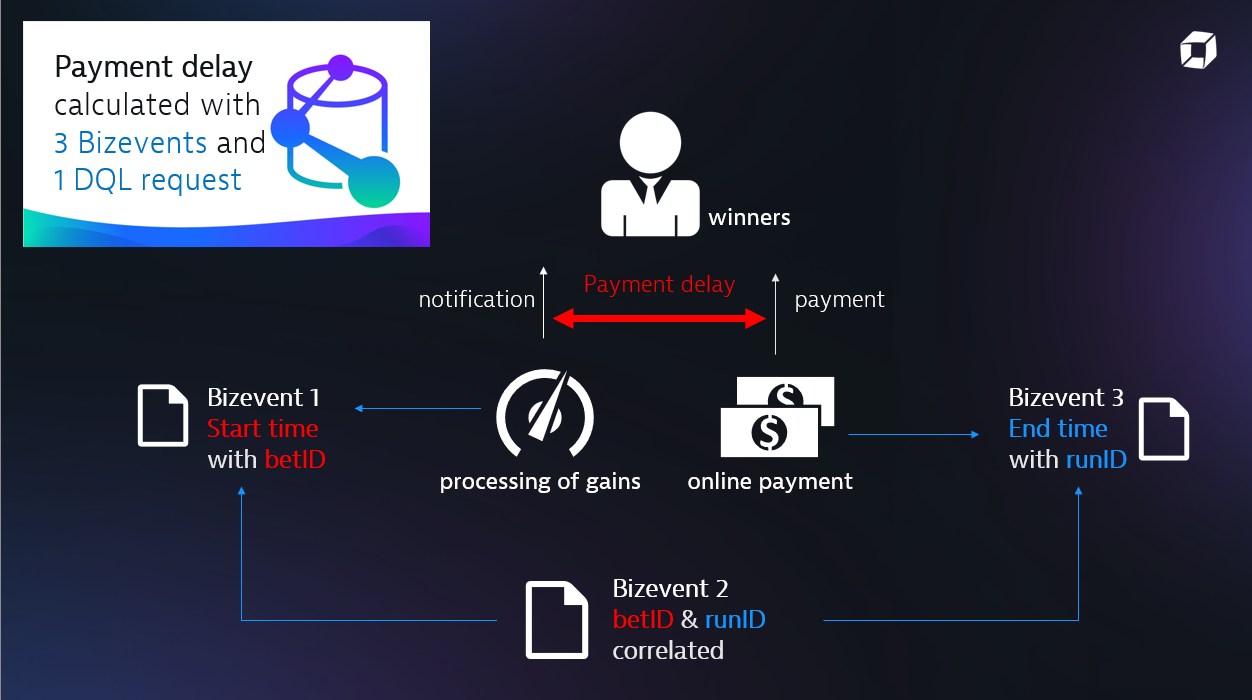 Payment delay
calculated with
3 Bizevents and
1 DQL request
winners
notification
Payment delay
payment
Bizevent 1
Start time
with betID
processing of gains
online payment
Bizevent 3
End time
with runID
Bizevent 2
betID & runID
correlated